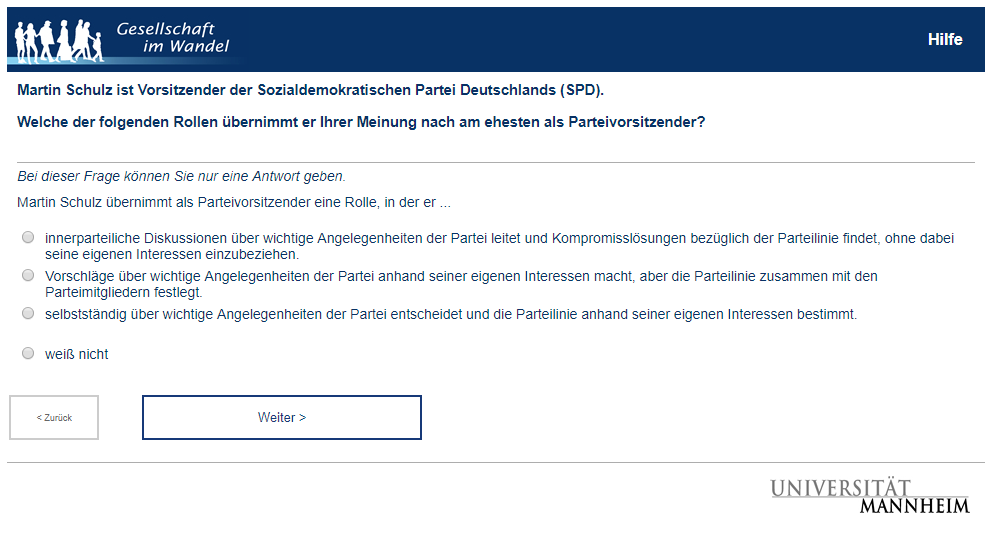 Gesellschaft
im Wandel
Hilfe
Martin Schulz ist Vorsitzender der Sozialdemokratischen Partei Deutschlands (SPD).
Welche der folgenden Rollen übernimmt er Ihrer Meinung nach am ehesten als Parteivorsitzender?
Bei dieser Frage können Sie nur eine Antwort geben.
Martin Schulz übernimmt als Parteivorsitzender eine Rolle, in der er ...
innerparteiliche Diskussionen über wichtige Angelegenheiten der Partei leitet und Kompromisslösungen bezüglich der Parteilinie findet, ohne dabei
seine eigenen Interessen einzubeziehen.
Vorschläge über wichtige Angelegenheiten der Partei anhand seiner eigenen Interessen macht, aber die Parteilinie zusammen mit den
Parteimitgliedern festlegt.
selbstständig über wichtige Angelegenheiten der Partei entscheidet und die Parteilinie anhand seiner eigenen Interessen bestimmt.
weiß nicht
< Zurück
Weiter >
UNIVERSITÄT
MANNHEIM